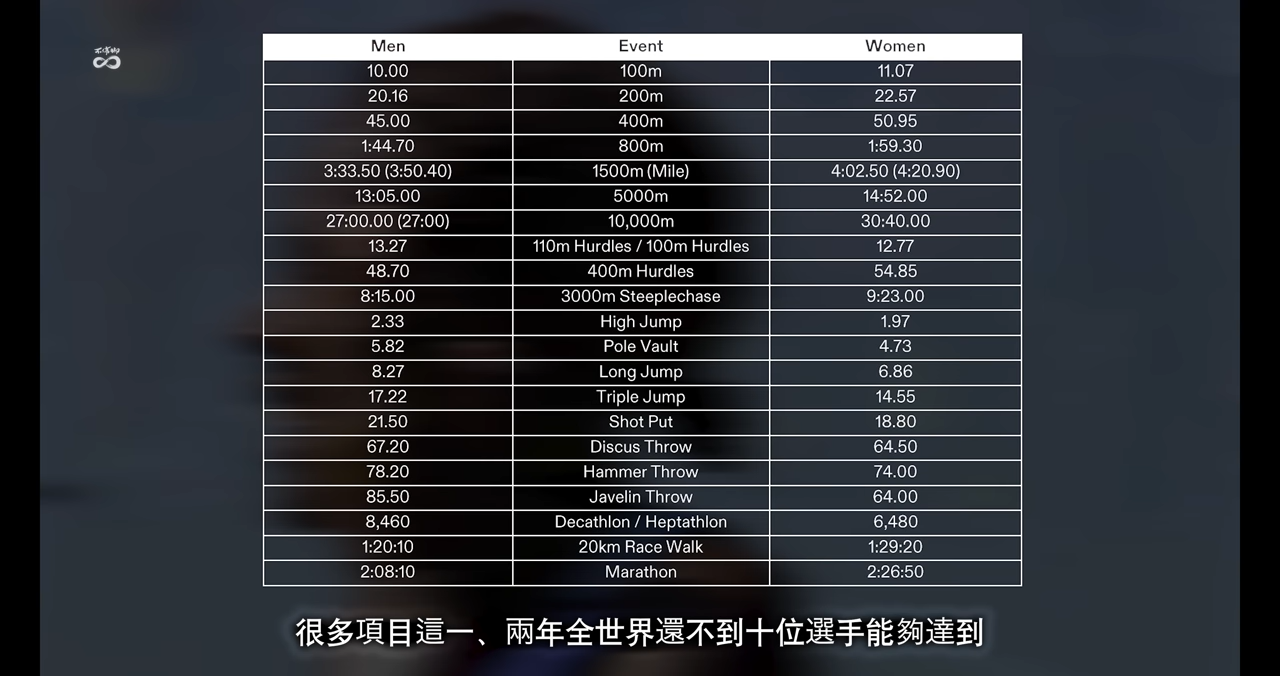 不常哟
Men Event Women
10.00 100m 11.07
20.16 200m 22.57
45.00 400m 50.95
1:44.70 800m 1:59.30
3:33.50 (3:50.40) 1500m (Mile) 4:02.50 (4:20.90)
13:05.00 5000m 14:52.00
27:00.00 (27:00) 10,000m 30:40.00
13.27 110m Hurdles / 100m Hurdles 12.77
48.70 400m Hurdles 54.85
8:15.00 3000m Steeplechase 9:23.00
2.33 High Jump 1.97
5.82 Pole Vault 4.73
8.27 Long Jump 6.86
17.22 Triple Jump 14.55
21.50 Shot Put 18.80
67.20 Discus Throw 64.50
78.20 Hammer Throw 74.00
85.50 Javelin Throw 64.00
8,460 Decathlon / Heptathlon 6,480
1:20:10 20km Race Walk 1:29:20
2:08:10 Marathon 2:26:50
很多項目這一、兩年全世界還不到十位選手能夠達到